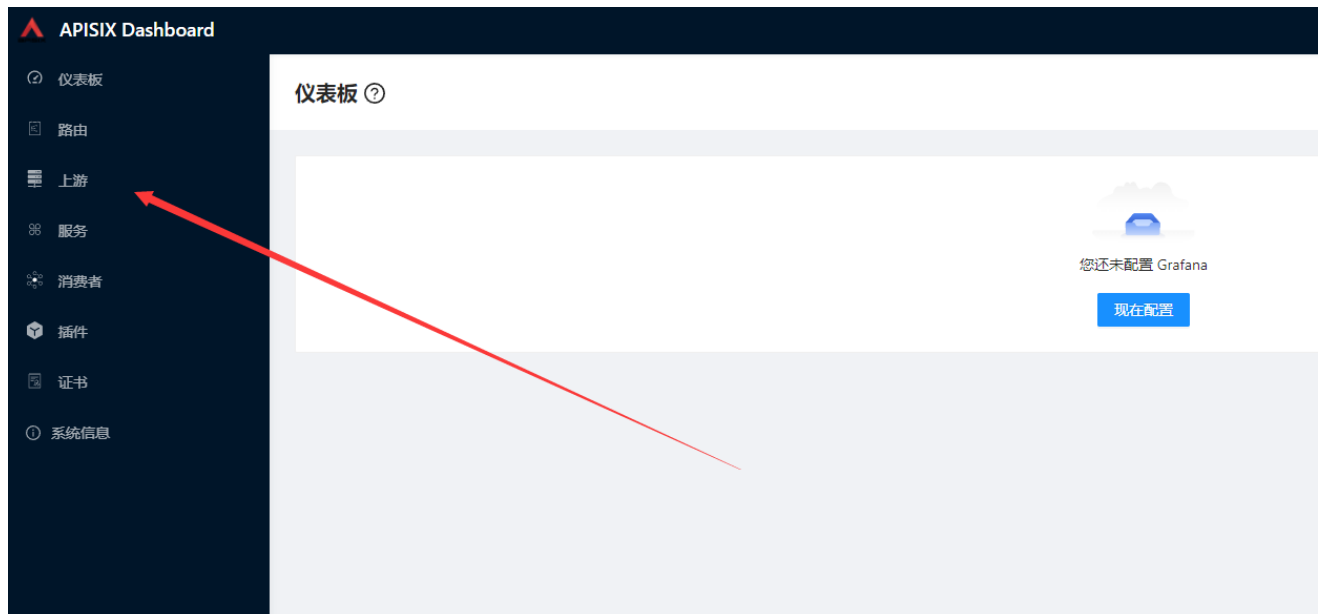 APISIX Dashboard
仪表板
路由
上游
服务
消费者
插件
证书
系统信息
仪表板
您还未配置 Grafana
现在配置